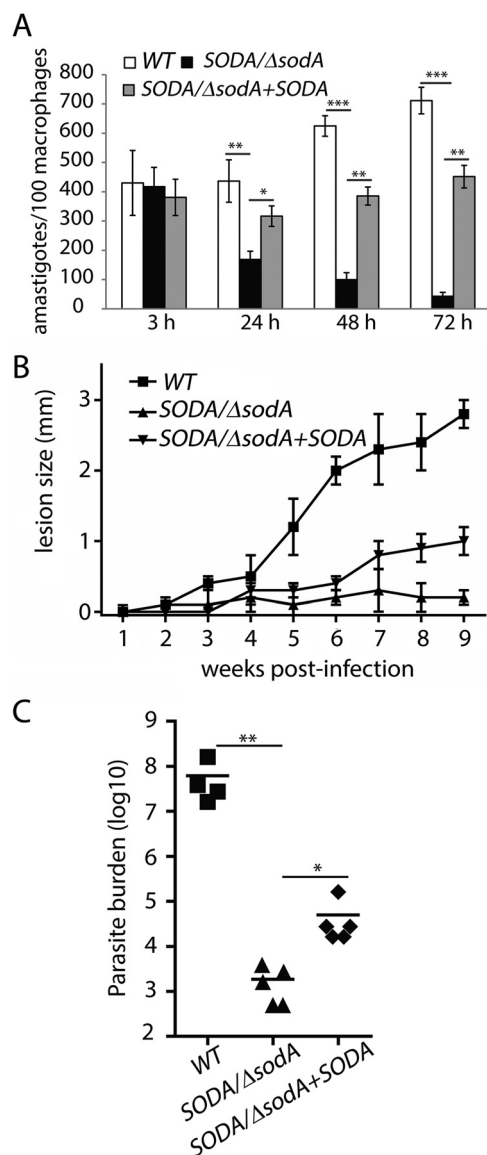 A
WT SODA/ΔsodA
SODA/ΔsodA+SODA
amastigotes/100 macrophages
800
700
600
500
400
300
200
100
0
** * *** ** *** **
3 h 24 h 48 h 72 h
B
WT
SODA/ΔsodA
SODA/ΔsodA+SODA
lesion size (mm)
3
2
1
0
1 2 3 4 5 6 7 8 9
weeks post-infection
C
Parasite burden (log10)
9
8
7
6
5
4
3
2
**
*
WT
SODA/ΔsodA
SODA/ΔsodA+SODA